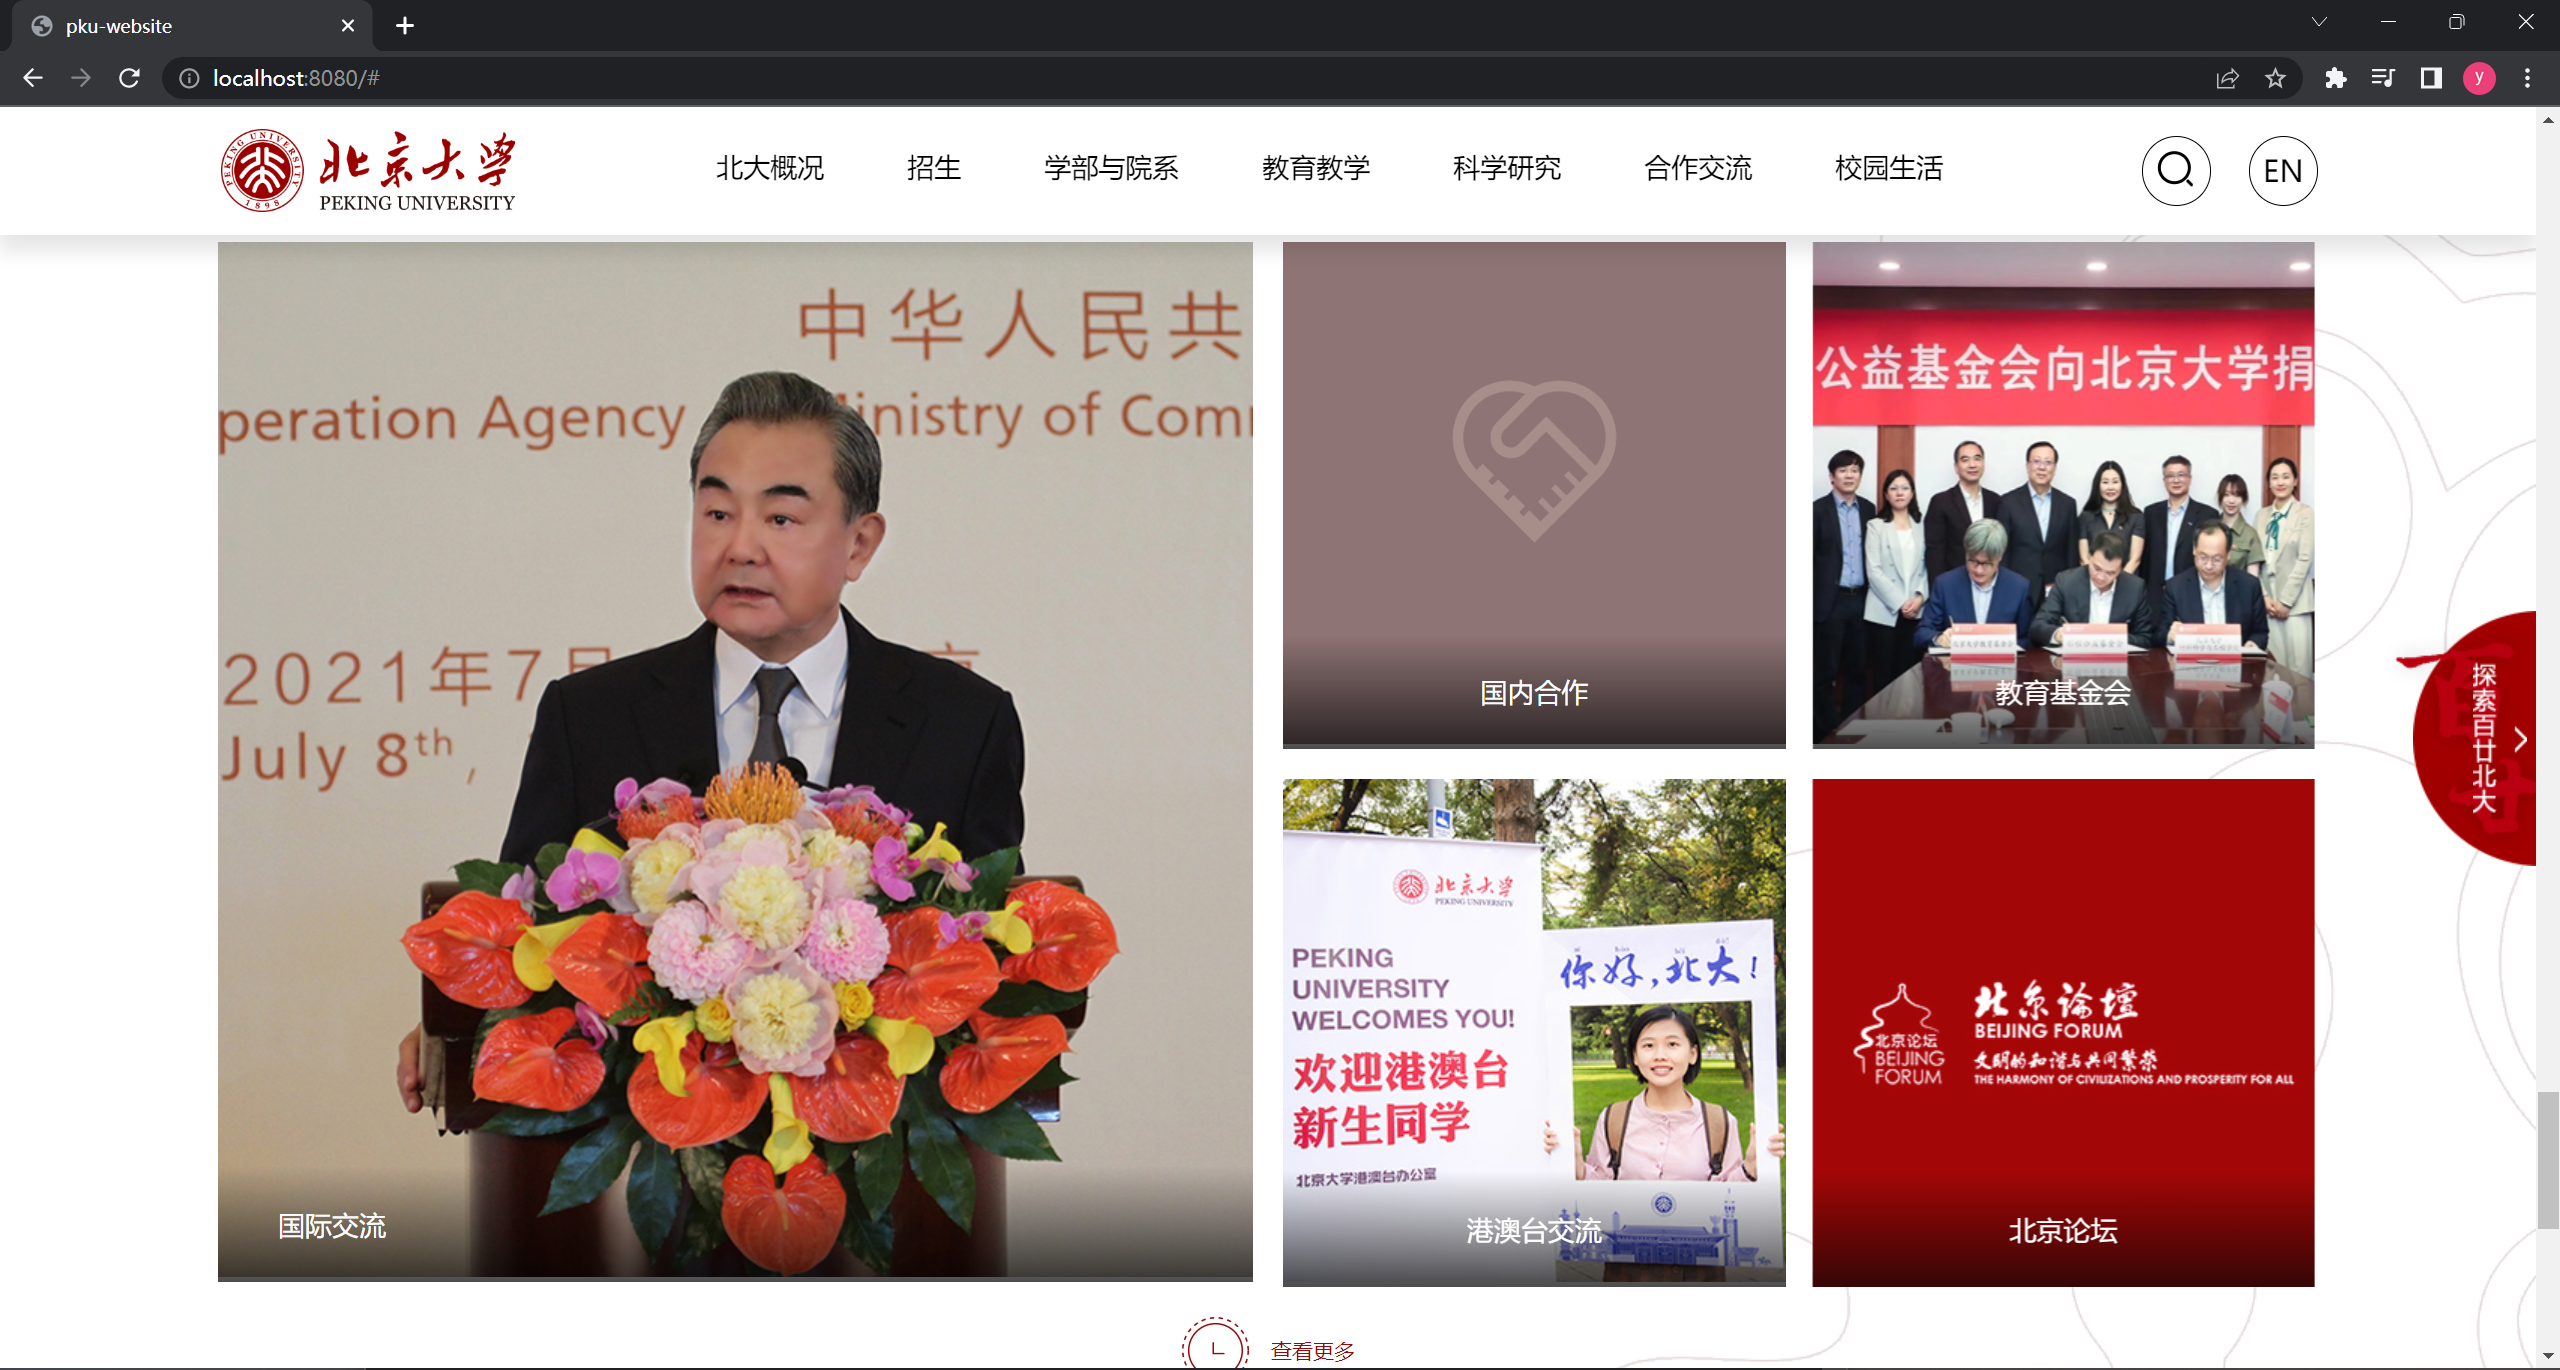 pku-website
localhost:8080/#
y
PEKING UNIVERSITY
1898
北京大学
PEKING UNIVERSITY
北大概况
招生
学部与院系
教育教学
科学研究
合作交流
校园生活
EN
中华人民共
peration Agency
inistry of Com
2021年7月
July 8th,
国际交流
国内合作
公益基金会向北京大学捐
教育基金会
北京大学
PEKING UNIVERSITY
PEKING
UNIVERSITY
WELCOMES YOU!
欢迎港澳台
新生同学
北京大学港澳台办公室
你好,北大!
港澳台交流
北京论坛
BEIJING
FORUM
北京论坛
BEIJING FORUM
文明的和谐与共同繁荣
THE HARMONY OF CIVILIZATIONS AND PROSPERITY FOR ALL
北京论坛
百廿
探索百廿北大
查看更多